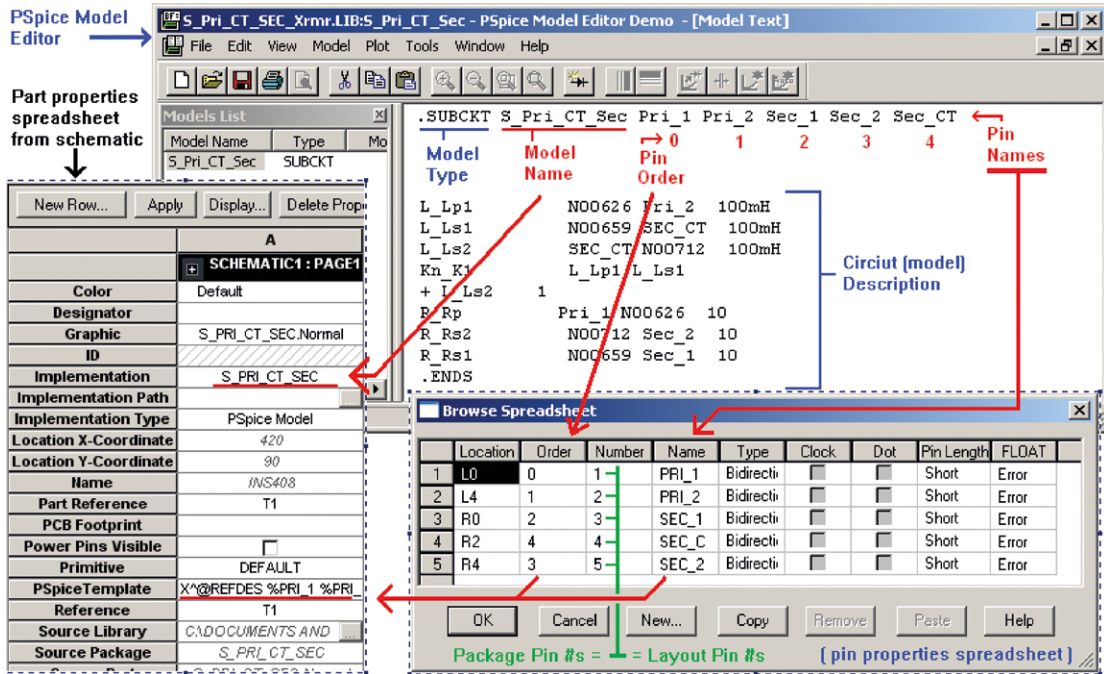 PSpice Model
Editor
S_Pri_CT_SEC_Xrmr.LIB:S_Pri_CT_Sec - PSpice Model Editor Demo - [Model Text]
File Edit View Model Plot Tools Window Help
Part properties
spreadsheet
from schematic
Models List
Model Name Type Mo
S_Pri_CT_Sec SUBCKT
.SUBCKT S_Pri_CT_Sec Pri_1 Pri_2 Sec_1 Sec_2 Sec_CT
Model
Type
Model
Name
0 1 2 3 4
Pin
Order
Pin
Names
L_Lp1 N00626 Pri_2 100mH
L_Ls1 N00659 SEC_CT 100mH
L_Ls2 SEC_CT N00712 100mH
Kn_K1 L_Lp1 L_Ls1
+ L_Ls2 1
R_Rp Pri_1 N00626 10
R_Rs2 N00712 Sec_2 10
R_Rs1 N00659 Sec_1 10
.ENDS
Circiut (model)
Description
New Row... Apply Display... Delete Prop
A
SCHEMATIC1 : PAGE1
Color Default
Designator
Graphic S_PRI_CT_SEC.Normal
ID
Implementation S_PRI_CT_SEC
Implementation Path
Implementation Type PSpice Model
Location X-Coordinate 420
Location Y-Coordinate 90
Name INS408
Part Reference T1
PCB Footprint
Power Pins Visible
Primitive DEFAULT
PSpiceTemplate X^@REFDES %PRI_1 %PRI_
Reference T1
Source Library C:\DOCUMENTS AND ...
Source Package S_PRI_CT_SEC
Browse Spreadsheet
Location Order Number Name Type Clock Dot Pin Length FLOAT
1 L0 0 1 PRI_1 Bidirecti Short Error
2 L4 1 2 PRI_2 Bidirecti Short Error
3 R0 2 3 SEC_1 Bidirecti Short Error
4 R2 4 4 SEC_C Bidirecti Short Error
5 R4 3 5 SEC_2 Bidirecti Short Error
OK Cancel New... Copy Remove Paste Help
Package Pin #s = = Layout Pin #s (pin properties spreadsheet)